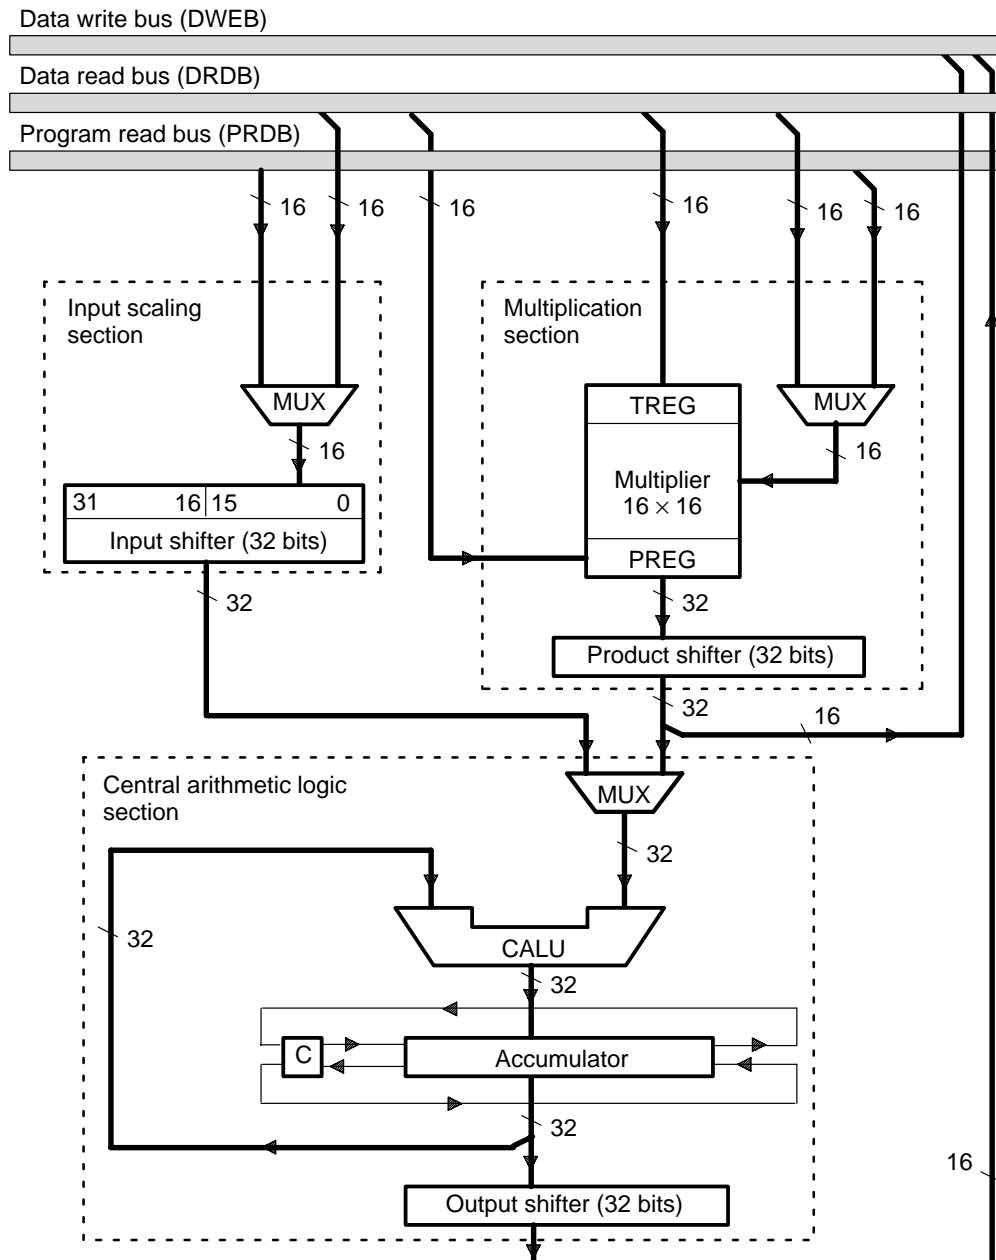 Data write bus (DWEB)
Data read bus (DRDB)
Program read bus (PRDB)
16
16
16
16
16
16
Input scaling
section
Multiplication
section
MUX
TREG
MUX
16
16
Multiplier
16 × 16
31
16
15
0
Input shifter (32 bits)
PREG
32
32
Product shifter (32 bits)
32
16
Central arithmetic logic
section
MUX
32
32
CALU
32
C
Accumulator
32
16
Output shifter (32 bits)